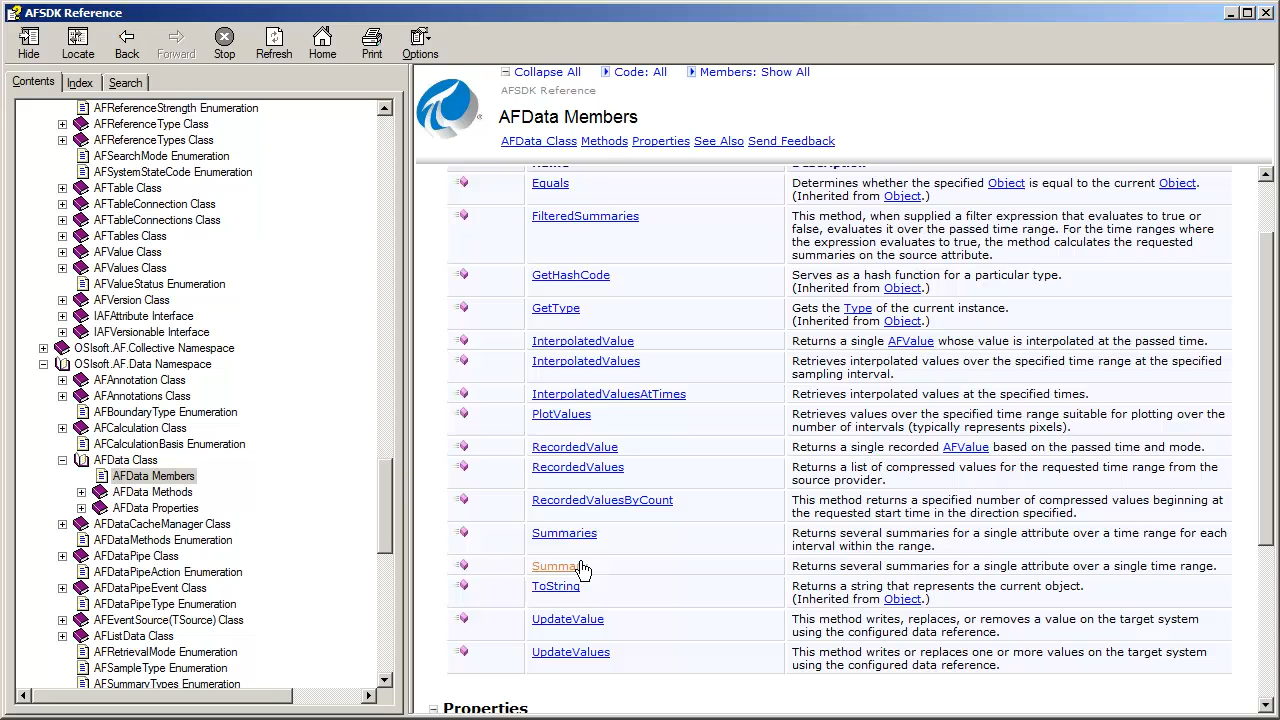 AFSDK Reference
Hide Locate Back Forward Stop Refresh Home Print Options
Contents Index Search
AFReferenceStrength Enumeration
AFReferenceType Class
AFReferenceTypes Class
AFSearchMode Enumeration
AFSystemStateCode Enumeration
AFTable Class
AFTableConnection Class
AFTableConnections Class
AFTables Class
AFValue Class
AFValues Class
AFValueStatus Enumeration
AFVersion Class
IAFAttribute Interface
IAFVersionable Interface
OSIsoft.AF.Collective Namespace
OSIsoft.AF.Data Namespace
AFAnnotation Class
AFAnnotations Class
AFBoundaryType Enumeration
AFCalculation Class
AFCalculationBasis Enumeration
AFData Class
AFData Members
AFData Methods
AFData Properties
AFDataCacheManager Class
AFDataMethods Enumeration
AFDataPipe Class
AFDataPipeAction Enumeration
AFDataPipeEvent Class
AFDataPipeType Enumeration
AFEventSource(TSource) Class
AFListData Class
AFRetrievalMode Enumeration
AFSampleType Enumeration
AFSummaryTypes Enumeration
Collapse All Code: All Members: Show All
AFSDK Reference
AFData Members
AFData Class Methods Properties See Also Send Feedback
Name Description
Equals Determines whether the specified Object is equal to the current Object.
(Inherited from Object.)
FilteredSummaries This method, when supplied a filter expression that evaluates to true or
false, evaluates it over the passed time range. For the time ranges where
the expression evaluates to true, the method calculates the requested
summaries on the source attribute.
GetHashCode Serves as a hash function for a particular type.
(Inherited from Object.)
GetType Gets the Type of the current instance.
(Inherited from Object.)
InterpolatedValue Returns a single AFValue whose value is interpolated at the passed time.
InterpolatedValues Retrieves interpolated values over the specified time range at the specified
sampling interval.
InterpolatedValuesAtTimes Retrieves interpolated values at the specified times.
PlotValues Retrieves values over the specified time range suitable for plotting over the
number of intervals (typically represents pixels).
RecordedValue Returns a single recorded AFValue based on the passed time and mode.
RecordedValues Returns a list of compressed values for the requested time range from the
source provider.
RecordedValuesByCount This method returns a specified number of compressed values beginning at
the requested start time in the direction specified.
Summaries Returns several summaries for a single attribute over a time range for each
interval within the range.
Returns several summaries for a single attribute over a single time range.
ToString Returns a string that represents the current object.
(Inherited from Object.)
UpdateValue This method writes, replaces, or removes a value on the target system
using the configured data reference.
UpdateValues This method writes or replaces one or more values on the target system
using the configured data reference.
Properties